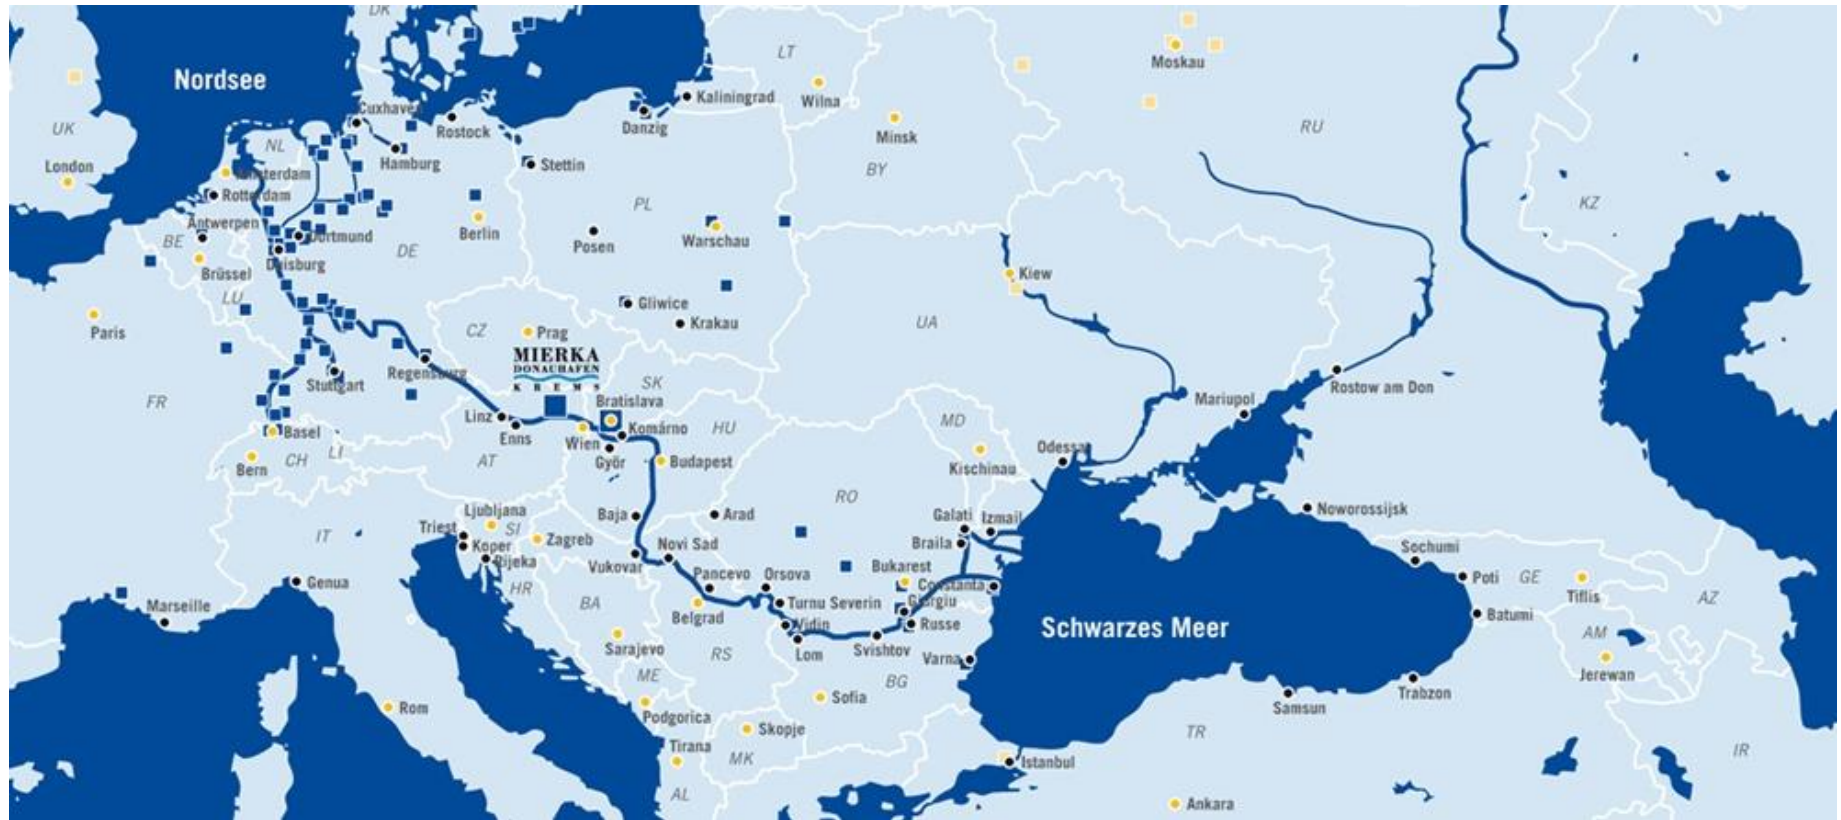 DK
LT
Nordsee
Moskau
Kaliningrad
Wilna
Cuxhaven
Danzig
UK
Rostock
Minsk
RU
NL
Hamburg
Stettin
London
BY
Amsterdam
Rotterdam
PL
KZ
Antwerpen
Berlin
BE
Dortmund
Warschau
DE
Posen
Duisburg
Brüssel
Kiew
LU
Gliwice
Paris
CZ
Prag
Krakau
UA
MIERKA
DONAUHAFEN
KREMS
Regensburg
Stuttgart
SK
Rostow am Don
FR
Bratislava
Mariupol
Linz
MD
Basel
Enns
Komárno
HU
Wien
Odessa
LI
CH
Győr
AT
Budapest
Kischinau
Bern
RO
Ljubljana
Baja
Arad
Galati
Izmail
Noworossijsk
Triest
SI
IT
Koper
Zagreb
Novi Sad
Braila
Sochumi
Rijeka
Vukovar
Bukarest
Pancevo
Orsova
Constanta
Poti
GE
Genua
HR
Tiflis
AZ
Marseille
BA
Turnu Severin
Giurgiu
Belgrad
Batumi
Vidin
Russe
Schwarzes Meer
AM
Sarajevo
RS
Lom
Svishtov
Varna
ME
BG
Jerewan
Sofia
Trabzon
Rom
Podgorica
Samsun
Skopje
TR
Tirana
MK
IR
Istanbul
AL
Ankara